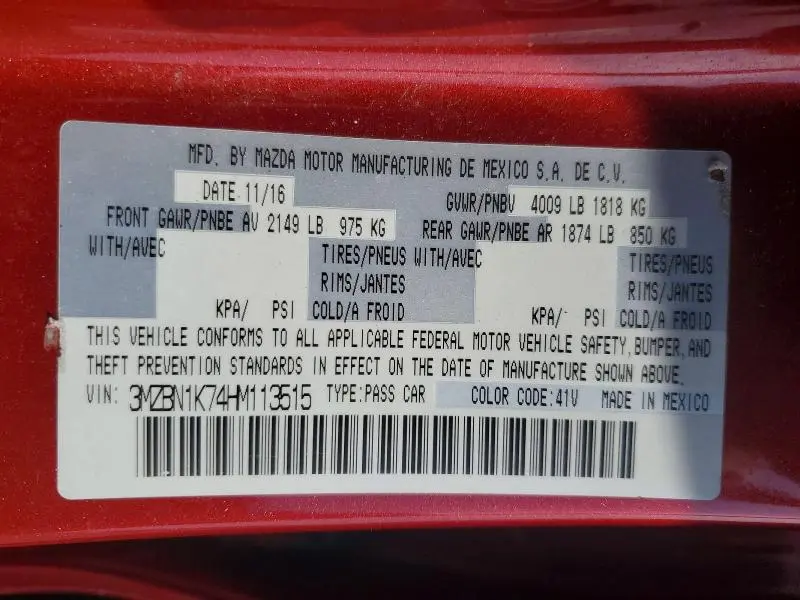 MFD. BY MAZDA MOTOR MANUFACTURING DE MEXICO S.A. DE C.V.
DATE 11/16 GVWR/PNBV 4009 LB 1818 KG
FRONT GAWR/PNBE AV 2149 LB 975 KG REAR GAWR/PNBE AR 1874 LB 850 KG
WITH/AVEC TIRES/PNEUS WITH/AVEC TIRES/PNEUS
RIMS/JANTES RIMS/JANTES
KPA/ PSI COLD/A FROID KPA/ PSI COLD/A FROID
THIS VEHICLE CONFORMS TO ALL APPLICABLE FEDERAL MOTOR VEHICLE SAFETY, BUMPER, AND
THEFT PREVENTION STANDARDS IN EFFECT ON THE DATE OF MANUFACTURE SHOWN ABOVE.
VIN: 3MZBN1K74HM113515 TYPE:PASS CAR COLOR CODE:41V MADE IN MEXICO